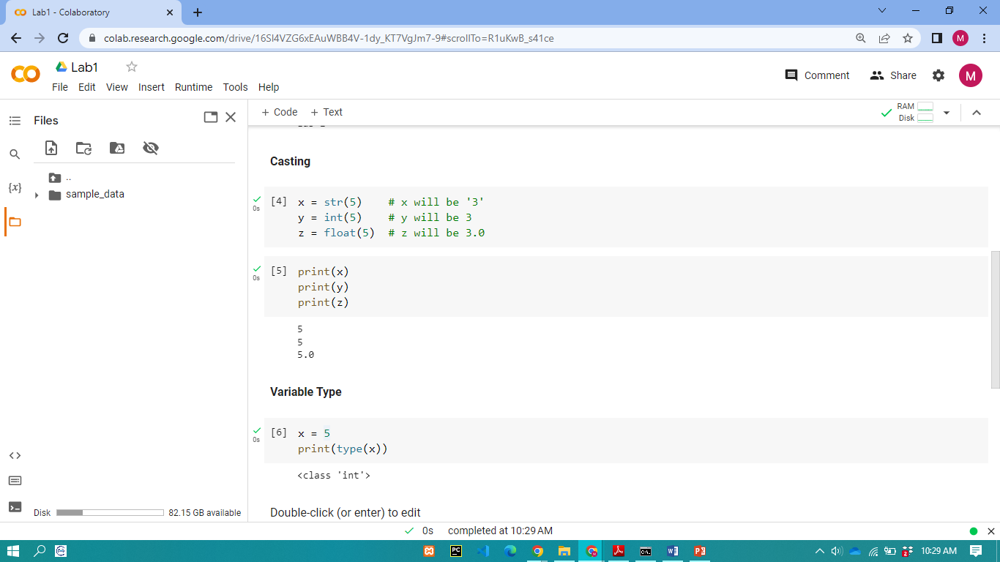 Lab1 - Colaboratory
colab.research.google.com/drive/16SI4VZG6xEAuWBB4V-1dy_KT7VgJm7-9#scrollTo=R1uKwB_s41ce
M
Lab1
File Edit View Insert Runtime Tools Help
Comment Share M
Files
+ Code + Text
RAM
Disk
{x}
..
sample_data
Casting
0s
[4] x = str(5) # x will be '3'
y = int(5) # y will be 3
z = float(5) # z will be 3.0
0s
[5] print(x)
print(y)
print(z)
5
5
5.0
Variable Type
0s
[6] x = 5
print(type(x))
<class 'int'>
Double-click (or enter) to edit
Disk 82.15 GB available
0s completed at 10:29 AM
10:29 AM